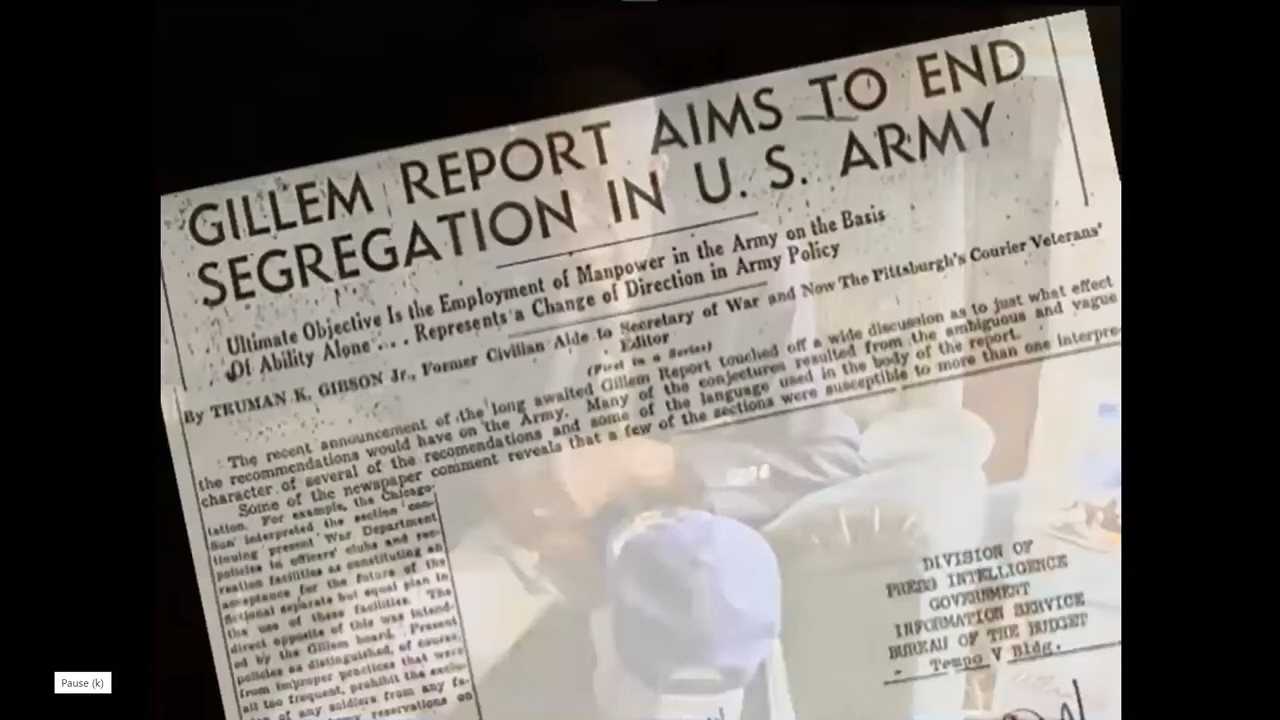 GILLEM REPORT AIMS TO END
SEGREGATION IN U. S. ARMY
Ultimate Objective Is the Employment of Manpower in the Army on the Basis
Of Ability Alone . . . Represents a Change of Direction in Army Policy
By TRUMAN K. GIBSON Jr., Former Civilian Aide to Secretary of War and Now The Pittsburgh's Courier Veterans'
Editor
(First in a Series)
The recent announcement of the long awaited Gillem Report touched off a wide discussion as to just what effect
the recommendations would have on the Army. Many of the conjectures resulted from the ambiguous and vague
character of several of the recomendations and some of the language used in the body of the report.
Some of the newspaper comment reveals that a few of the sections were susceptible to more than one interpre-
tation. For example, the Chicago
Sun interpreted the section con-
tinuing present War Department
policies in officers' clubs and rec-
reation facilities as constituting an
acceptance for the future of the
fictional separate but equal plan in
the use of these facilities. The
direct opposite of this was intend-
ed by the Gillem board. Present
policies as distinguished, of course,
from improper practices that were
all too frequent, prohibit the exclu-
of any soldiers from any fa-
reservations on
DIVISION OF
PRESS INTELLIGENCE
GOVERNMENT
INFORMATION SERVICE
BUREAU OF THE BUDGET
Tempo V Bldg.
Pause (k)